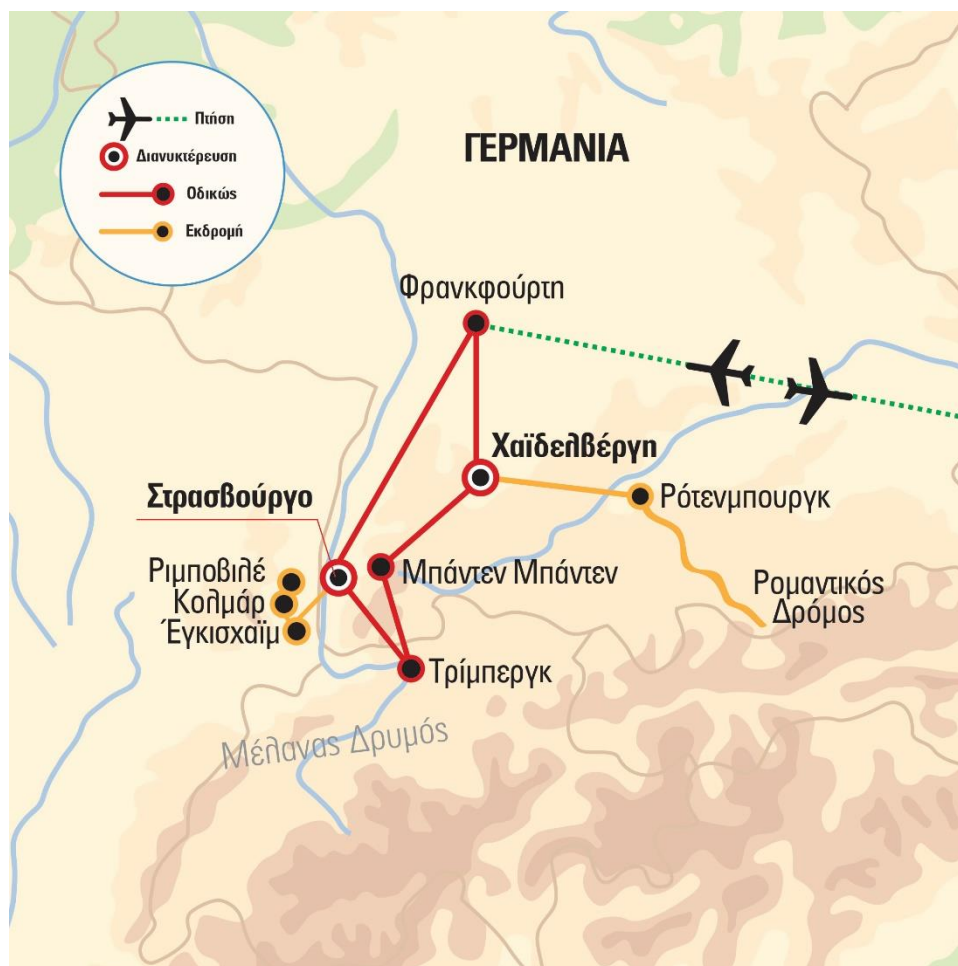 Πτήση
Διανυκτέρευση
Οδικώς
Εκδρομή
ΓΕΡΜΑΝΙΑ
Φρανκφούρτη
Χαϊδελβέργη
Στρασβούργο
Ρότενμπουργκ
Ριμποβιλέ
Κολμάρ
Έγκισχαϊμ
Μπάντεν Μπάντεν
Ρομαντικός
Δρόμος
Τρίμπεργκ
Μέλανας Δρυμός